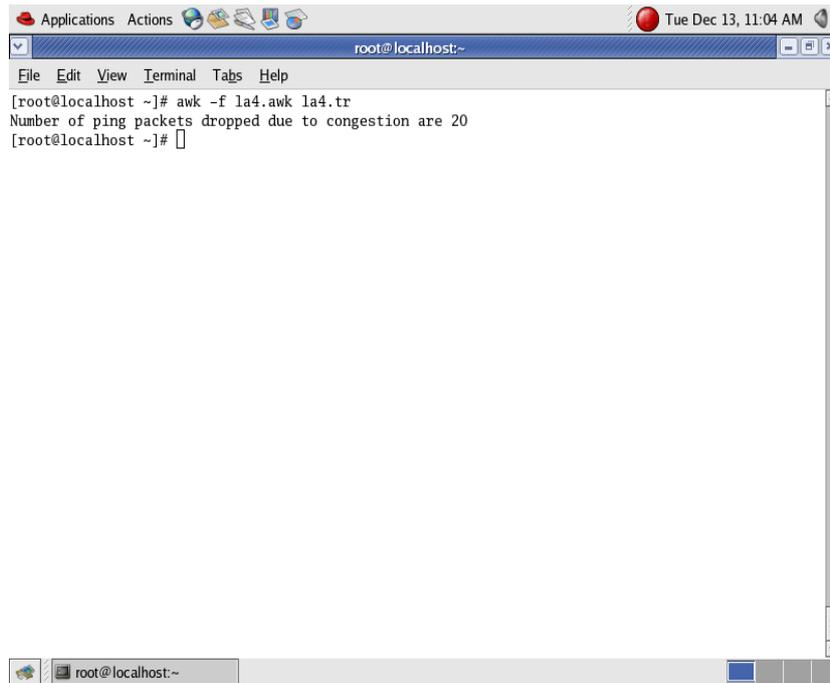 Applications Actions Tue Dec 13, 11:04 AM
root@localhost:~
File Edit View Terminal Tabs Help
[root@localhost ~]# awk -f la4.awk la4.tr
Number of ping packets dropped due to congestion are 20
[root@localhost ~]#
root@localhost:~